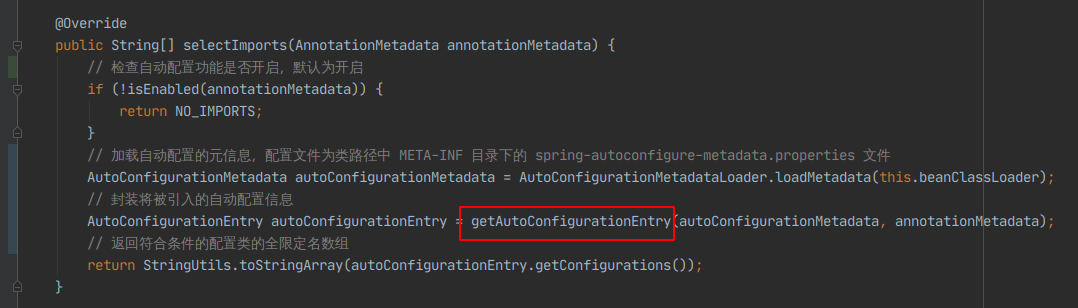 @Override
public String[] selectImports(AnnotationMetadata annotationMetadata) {
// 检查自动配置功能是否开启，默认为开启
if (!isEnabled(annotationMetadata)) {
return NO_IMPORTS;
}
// 加载自动配置的元信息，配置文件为类路径中 META-INF 目录下的 spring-autoconfigure-metadata.properties 文件
AutoConfigurationMetadata autoConfigurationMetadata = AutoConfigurationMetadataLoader.loadMetadata(this.beanClassLoader);
// 封装将被引入的自动配置信息
AutoConfigurationEntry autoConfigurationEntry = getAutoConfigurationEntry(autoConfigurationMetadata, annotationMetadata);
// 返回符合条件的配置类的全限定名数组
return StringUtils.toStringArray(autoConfigurationEntry.getConfigurations());
}